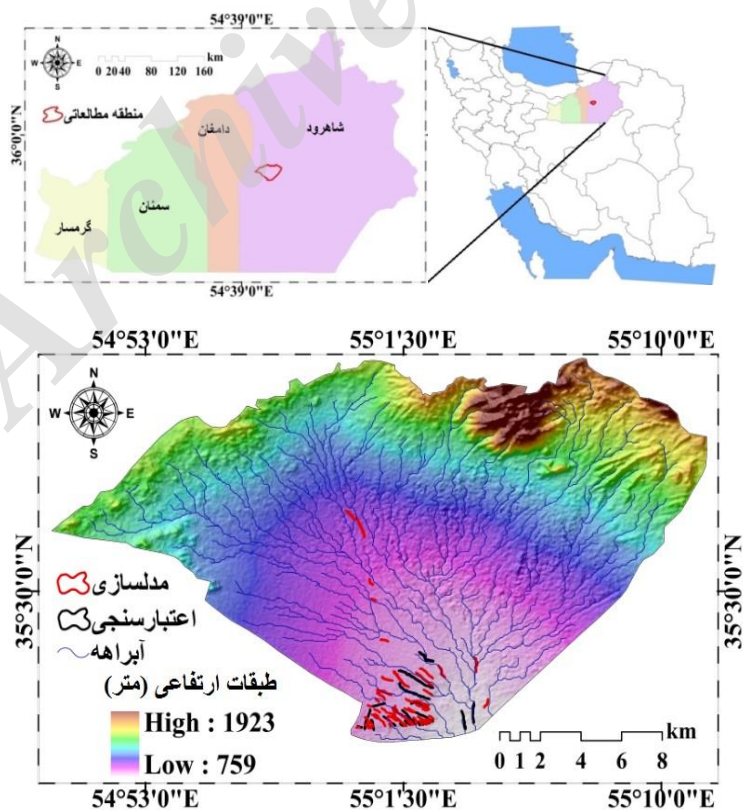 Archive
54°39'0"E
N
W E
S
0 20 40 80 120 160 km
36°0'0"N
منطقه مطالعاتی
دامغان
شاهرود
سمنان
گرمسار
54°39'0"E
54°53'0"E 55°1'30"E 55°10'0"E
N
W E
S
35°30'0"N
35°30'0"N
مدلسازی
اعتبارسنجی
آبراهه
طبقات ارتفاعی (متر)
High : 1923
Low : 759
km
0 1 2 4 6 8
54°53'0"E 55°1'30"E 55°10'0"E